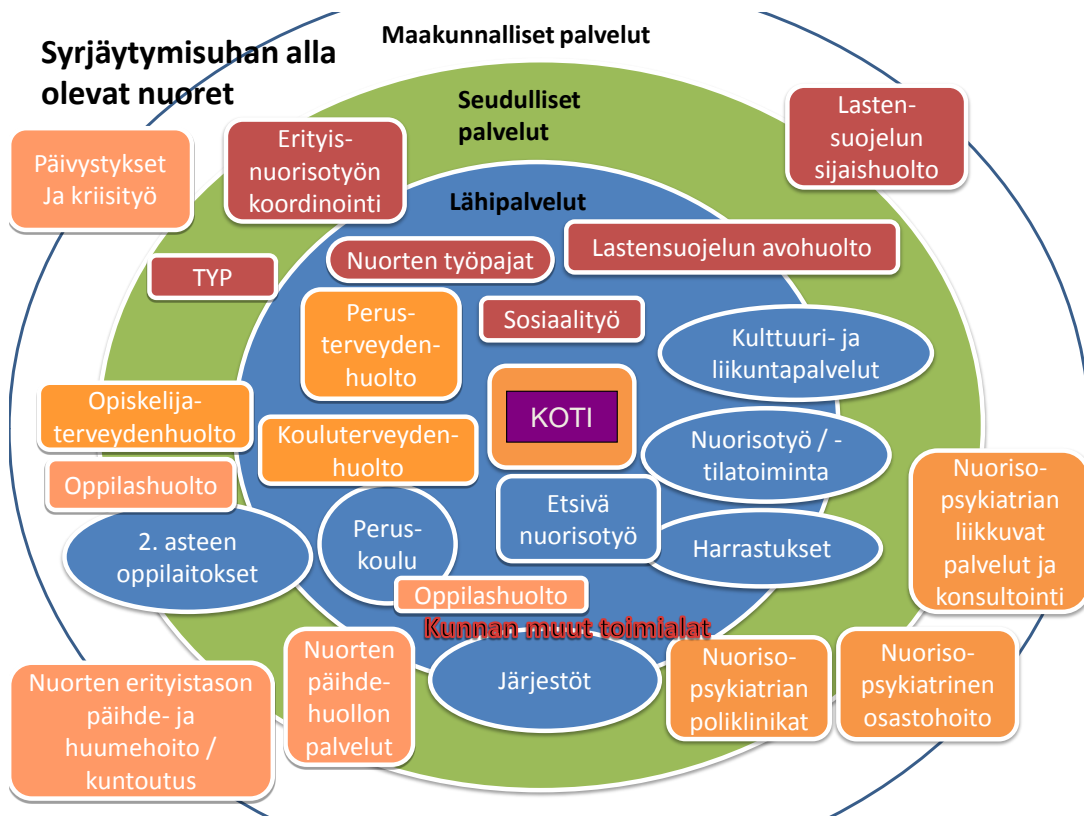 Maakunnalliset palvelut
Syrjäytymisuhan alla
olevat nuoret
Seudulliset
palvelut
Lasten-
suojelun
sijaishuolto
Päivystykset
Ja kriisityö
Erityis-
nuorisotyön
koordinointi
Lähipalvelut
Nuorten työpajat
Lastensuojelun avohuolto
TYP
Sosiaalityö
Perus-
terveyden-
huolto
Kulttuuri- ja
liikuntapalvelut
KOTI
Opiskelija-
terveydenhuolto
Kouluterveyden-
huolto
Nuorisotyö / -
tilatoiminta
Oppilashuolto
Nuoriso-
psykiatrian
liikkuvat
palvelut ja
konsultointi
Etsivä
nuorisotyö
Perus-
koulu
2. asteen
oppilaitokset
Harrastukset
Oppilashuolto
Kunnan muut toimialat
Nuorten
päihde-
huollon
palvelut
Järjestöt
Nuoriso-
psykiatrian
poliklinikat
Nuoriso-
psykiatrinen
osastohoito
Nuorten erityistason
päihde- ja
huumehoito /
kuntoutus